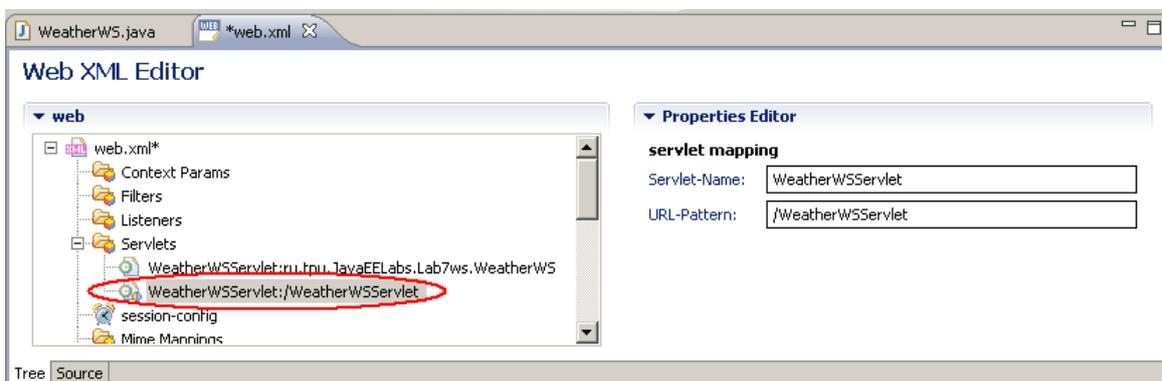 WeatherWS.java *web.xml
Web XML Editor
web
web.xml*
Context Params
Filters
Listeners
Servlets
WeatherWSServlet:ru.tpu.JavaEELabs.Lab7ws.WeatherWS
WeatherWSServlet:/WeatherWSServlet
session-config
Mime Mappings
Properties Editor
servlet mapping
Servlet-Name: WeatherWSServlet
URL-Pattern: /WeatherWSServlet
Tree Source